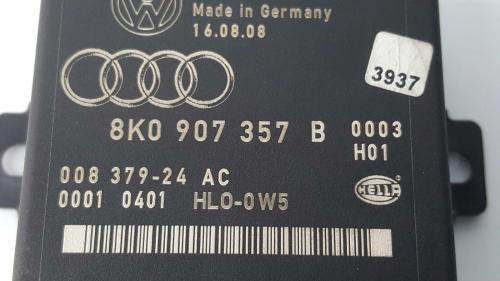 Made in Germany
16.08.08
3937
8K0 907 357 B 0003
H01
008 379-24 AC
0001 0401 HLO-0W5
HELLA